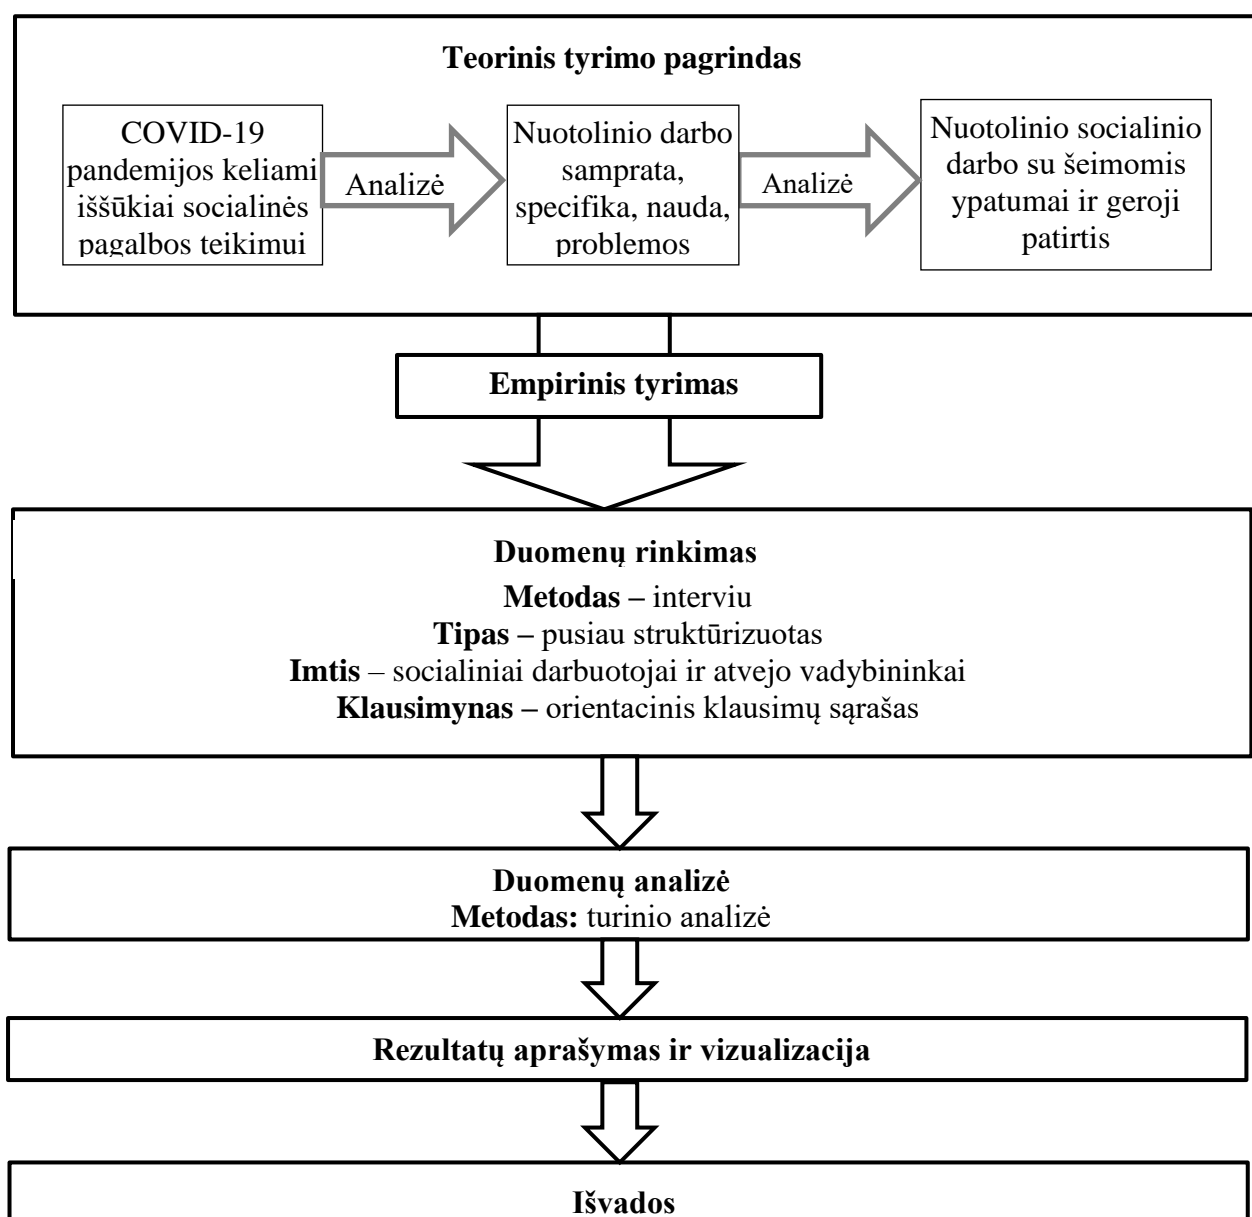 Teorinis tyrimo pagrindas
COVID-19
pandemijos keliami
iššūkiai socialinės
pagalbos teikimui
Analizė
Nuotolinio darbo
samprata,
specifika, nauda,
problemos
Analizė
Nuotolinio socialinio
darbo su šeimomis
ypatumai ir geroji
patirtis
Empirinis tyrimas
Duomenų rinkimas
Metodas – interviu
Tipas – pusiau struktūrizuotas
Imtis – socialiniai darbuotojai ir atvejo vadybininkai
Klausimynas – orientacinis klausimų sąrašas
Duomenų analizė
Metodas: turinio analizė
Rezultatų aprašymas ir vizualizacija
Išvados